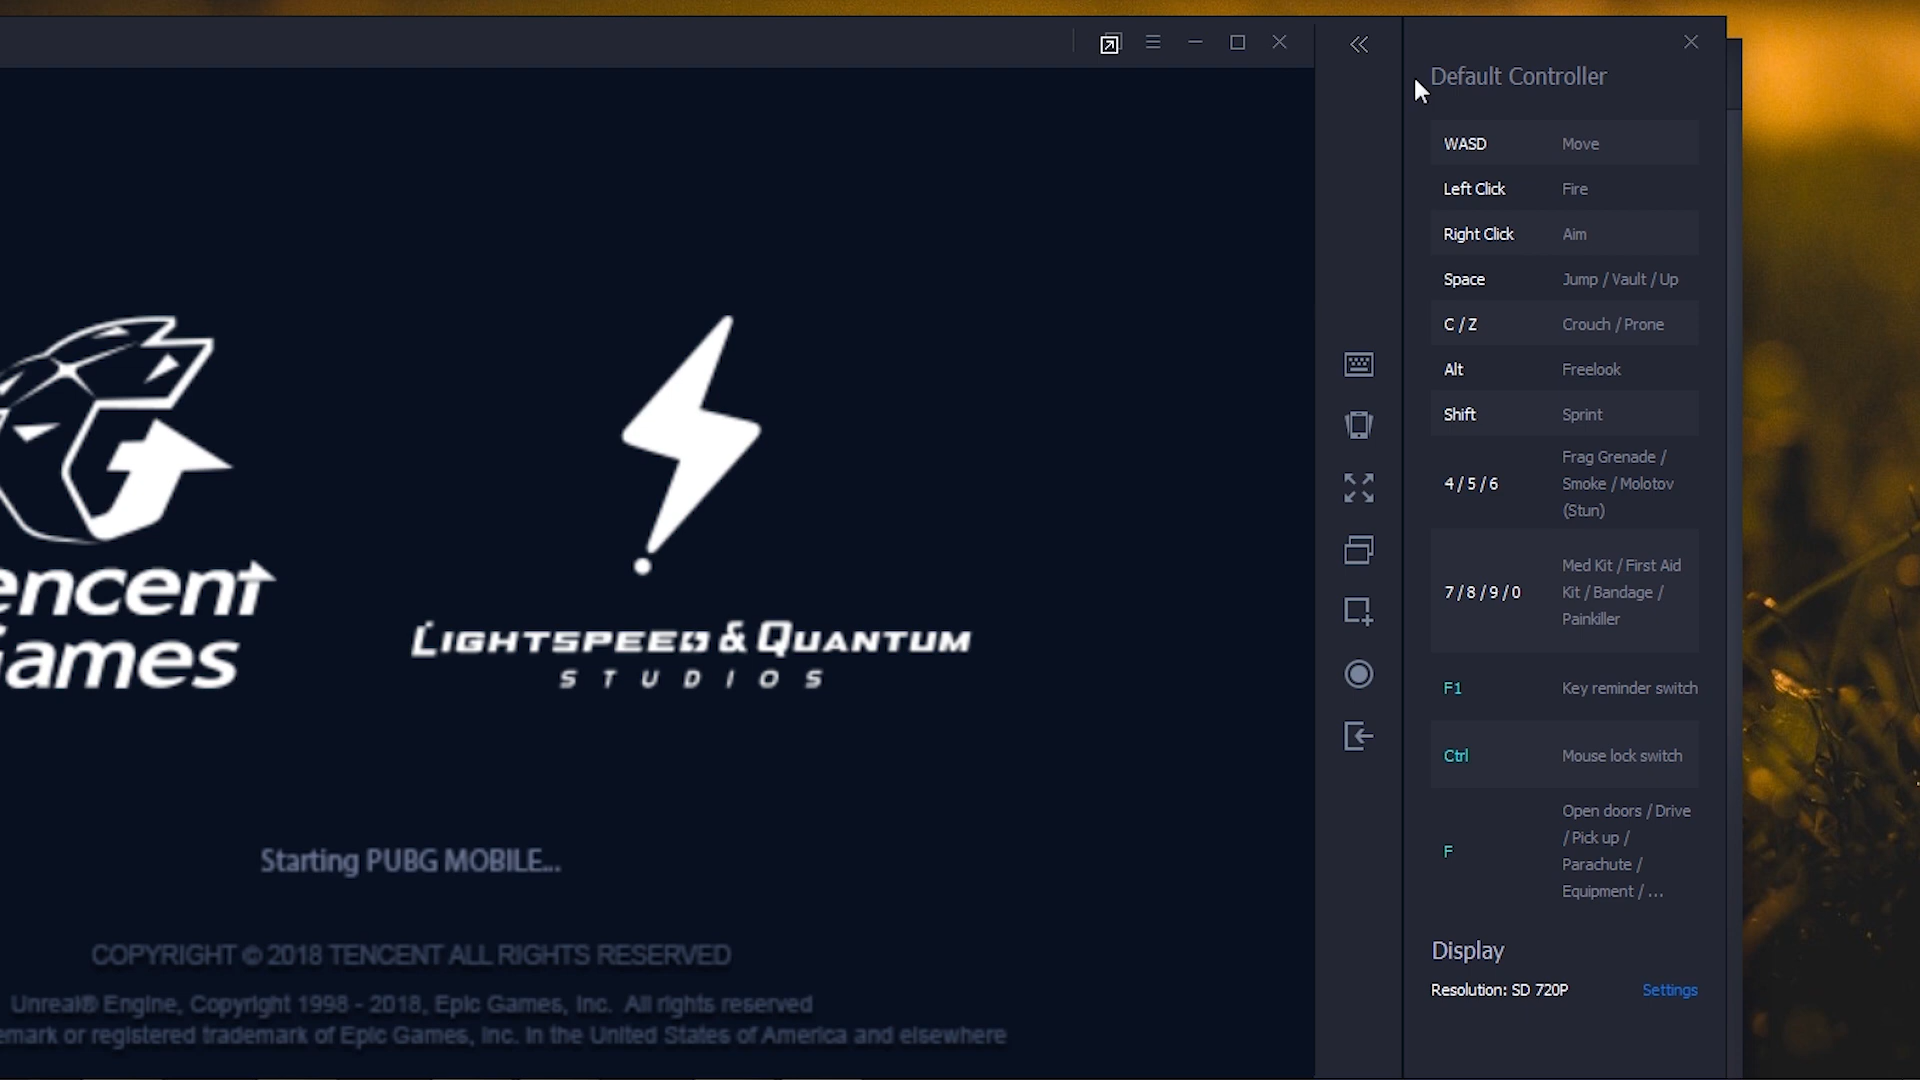 encent
Games
LIGHTSPEED & QUANTUM
STUDIOS
Starting PUBG MOBILE...
COPYRIGHT © 2018 TENCENT ALL RIGHTS RESERVED
Unreal® Engine, Copyright 1998 - 2018, Epic Games, Inc. All rights reserved
emark or registered trademark of Epic Games, Inc. in the United States of America and elsewhere
Default Controller
WASD Move
Left Click Fire
Right Click Aim
Space Jump / Vault / Up
C / Z Crouch / Prone
Alt Freelook
Shift Sprint
4 / 5 / 6 Frag Grenade /
Smoke / Molotov
(Stun)
7 / 8 / 9 / 0 Med Kit / First Aid
Kit / Bandage /
Painkiller
F1 Key reminder switch
Ctrl Mouse lock switch
F Open doors / Drive
/ Pick up /
Parachute /
Equipment / ...
Display
Resolution: SD 720P Settings